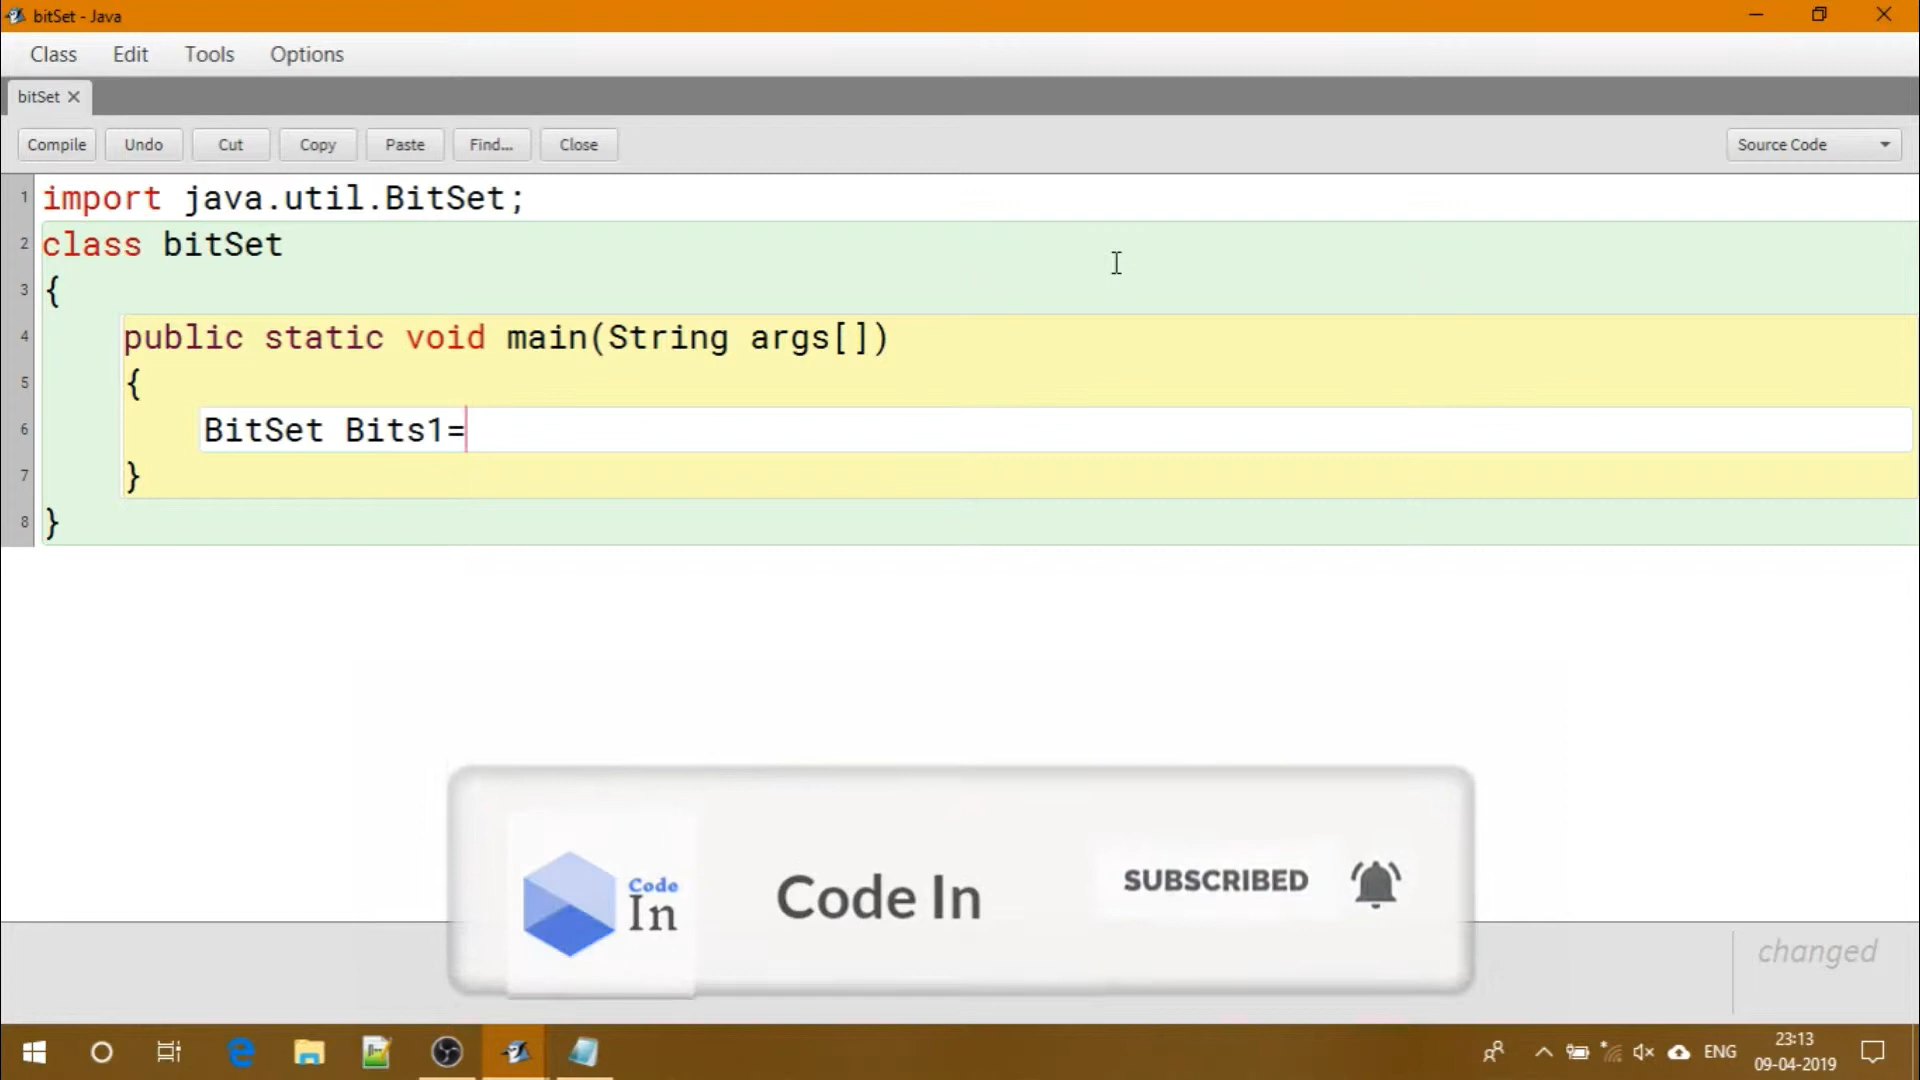 bitSet - Java
Class Edit Tools Options
bitSet
Compile Undo Cut Copy Paste Find... Close Source Code
1 import java.util.BitSet;
2 class bitSet
3 {
4 public static void main(String args[])
5 {
6 BitSet Bits1=
7 }
8 }
Code In
Code In
SUBSCRIBED
changed
ENG
23:13
09-04-2019